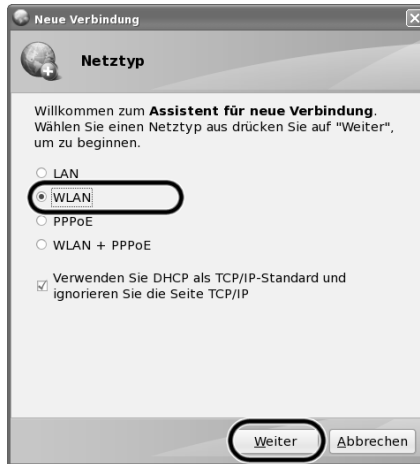 Neue Verbindung
Netztyp
Willkommen zum Assistent für neue Verbindung.
Wählen Sie einen Netztyp aus drücken Sie auf "Weiter",
um zu beginnen.
LAN
WLAN
PPPoE
WLAN + PPPoE
Verwenden Sie DHCP als TCP/IP-Standard und
ignorieren Sie die Seite TCP/IP
Weiter
Abbrechen